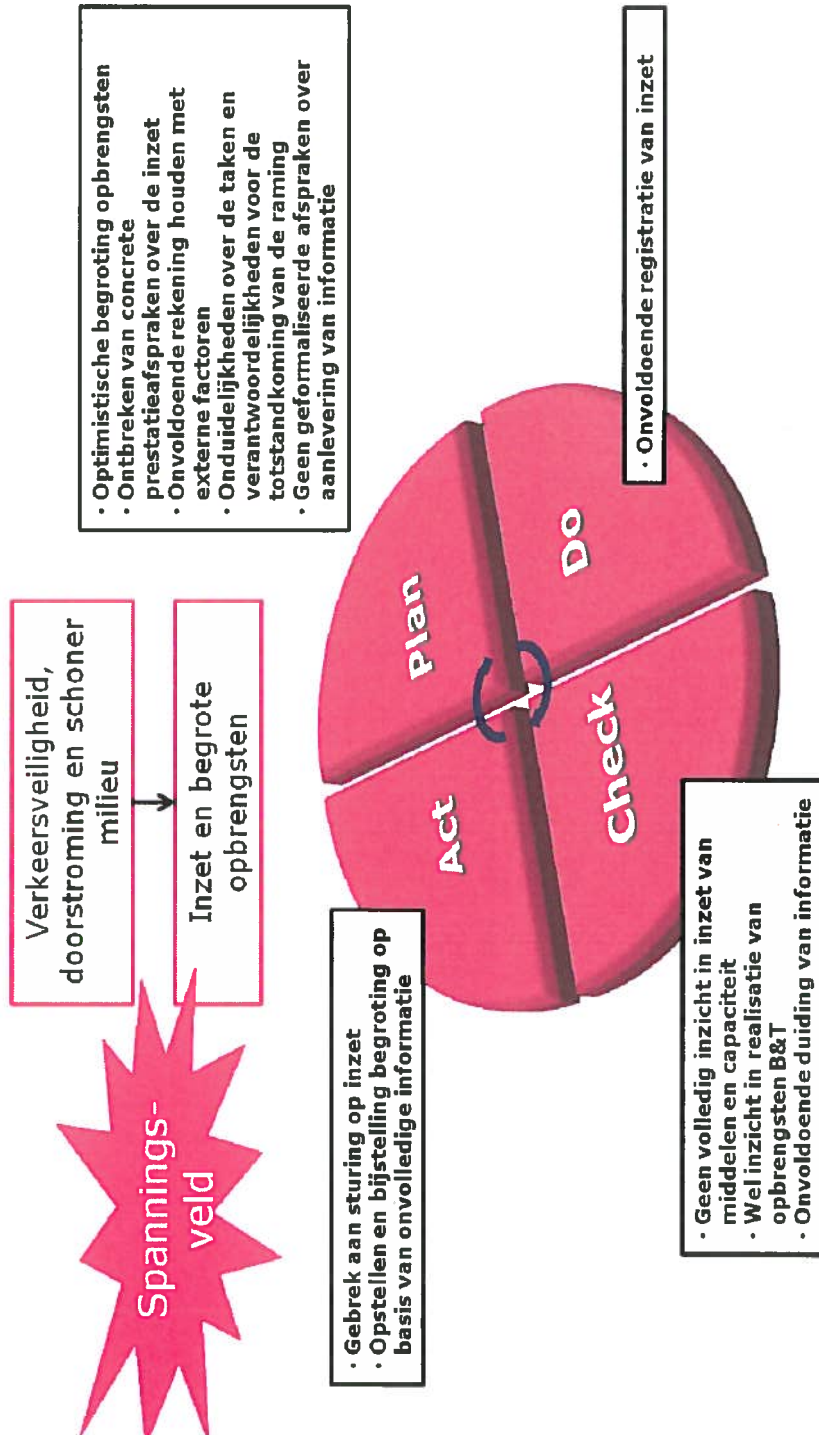 Spannings-
veld
Verkeersveiligheid,
doorstroming en schoner
milieu
Inzet en begrote
opbrengsten
· Optimistische begroting opbrengsten
· Ontbreken van concrete
prestatieafspraken over de inzet
· Onvoldoende rekening houden met
externe factoren
· Onduidelijkheden over de taken en
verantwoordelijkheden voor de
totstandkoming van de raming
· Geen geformaliseerde afspraken over
aanlevering van informatie
· Gebrek aan sturing op inzet
· Opstellen en bijstelling begroting op
basis van onvolledige informatie
Act
Plan
Check
Do
· Geen volledig inzicht in inzet van
middelen en capaciteit
· Wel inzicht in realisatie van
opbrengsten B&T
· Onvoldoende duiding van informatie
· Onvoldoende registratie van inzet